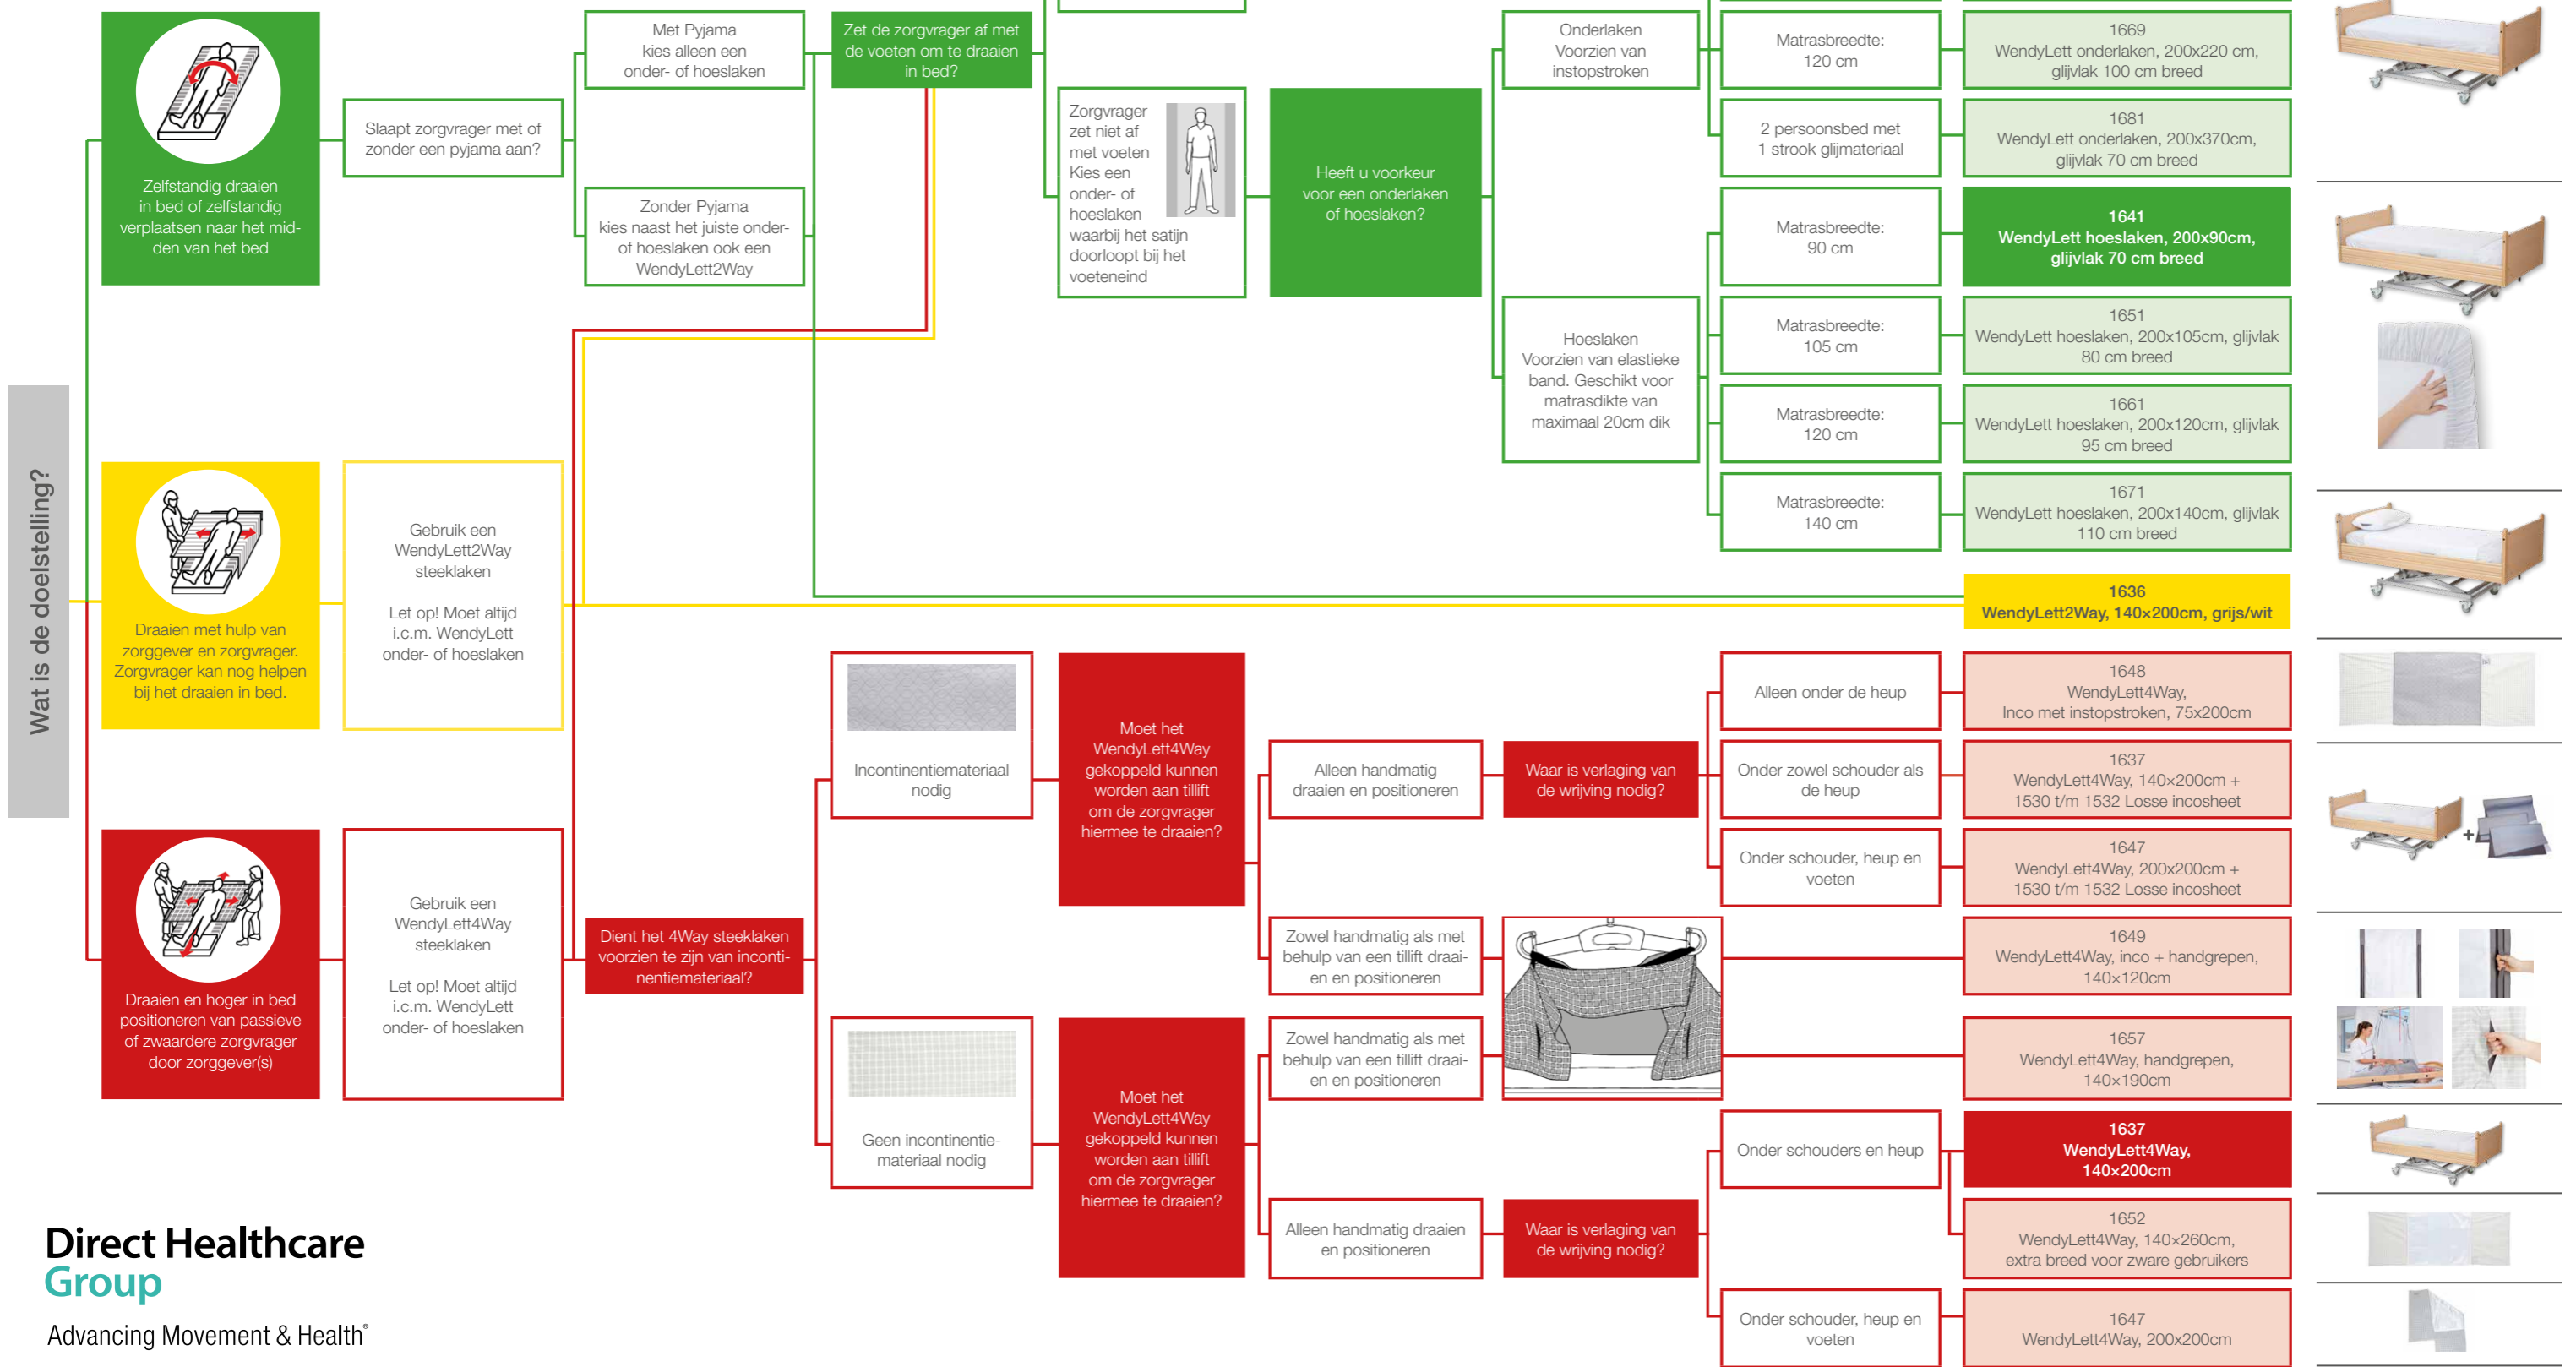 Wat is de doelstelling?
Zelfstandig draaien
in bed of zelfstandig
verplaatsen naar het mid-
den van het bed
Slaapt zorgvrager met of
zonder een pyjama aan?
Met Pyjama
kies alleen een
onder- of hoeslaken
Zonder Pyjama
kies naast het juiste onder-
of hoeslaken ook een
WendyLett2Way
Zet de zorgvrager af met
de voeten om te draaien
in bed?
Zorgvrager
zet niet af
met voeten
Kies een
onder- of
hoeslaken
waarbij het satijn
doorloopt bij het
voeteneind
Heeft u voorkeur
voor een onderlaken
of hoeslaken?
Onderlaken
Voorzien van
instopstroken
Matrasbreedte:
120 cm
1669
WendyLett onderlaken, 200x220 cm,
glijvlak 100 cm breed
2 persoonsbed met
1 strook glijmateriaal
1681
WendyLett onderlaken, 200x370cm,
glijvlak 70 cm breed
Hoeslaken
Voorzien van elastieke
band. Geschikt voor
matrasdikte van
maximaal 20cm dik
Matrasbreedte:
90 cm
1641
WendyLett hoeslaken, 200x90cm,
glijvlak 70 cm breed
Matrasbreedte:
105 cm
1651
WendyLett hoeslaken, 200x105cm, glijvlak
80 cm breed
Matrasbreedte:
120 cm
1661
WendyLett hoeslaken, 200x120cm, glijvlak
95 cm breed
Matrasbreedte:
140 cm
1671
WendyLett hoeslaken, 200x140cm, glijvlak
110 cm breed
Draaien met hulp van
zorggever en zorgvrager.
Zorgvrager kan nog helpen
bij het draaien in bed.
Gebruik een
WendyLett2Way
steeklaken
Let op! Moet altijd
i.c.m. WendyLett
onder- of hoeslaken
1636
WendyLett2Way, 140×200cm, grijs/wit
Draaien en hoger in bed
positioneren van passieve
of zwaardere zorgvrager
door zorggever(s)
Gebruik een
WendyLett4Way
steeklaken
Let op! Moet altijd
i.c.m. WendyLett
onder- of hoeslaken
Dient het 4Way steeklaken
voorzien te zijn van inconti-
nentiemateriaal?
Incontinentiemateriaal
nodig
Moet het
WendyLett4Way
gekoppeld kunnen
worden aan tillift
om de zorgvrager
hiermee te draaien?
Alleen handmatig
draaien en positioneren
Waar is verlaging van
de wrijving nodig?
Alleen onder de heup
1648
WendyLett4Way,
Inco met instopstroken, 75x200cm
Onder zowel schouder als
de heup
1637
WendyLett4Way, 140×200cm +
1530 t/m 1532 Losse incosheet
Onder schouder, heup en
voeten
1647
WendyLett4Way, 200x200cm +
1530 t/m 1532 Losse incosheet
Zowel handmatig als met
behulp van een tillift draai-
en en positioneren
1649
WendyLett4Way, inco + handgrepen,
140×120cm
Geen incontinentie-
materiaal nodig
Moet het
WendyLett4Way
gekoppeld kunnen
worden aan tillift
om de zorgvrager
hiermee te draaien?
Zowel handmatig als met
behulp van een tillift draai-
en en positioneren
1657
WendyLett4Way, handgrepen,
140×190cm
Alleen handmatig draaien
en positioneren
Waar is verlaging van
de wrijving nodig?
Onder schouders en heup
1637
WendyLett4Way,
140×200cm
1652
WendyLett4Way, 140×260cm,
extra breed voor zware gebruikers
Onder schouder, heup en
voeten
1647
WendyLett4Way, 200x200cm
+
Direct Healthcare
Group
Advancing Movement & Health®